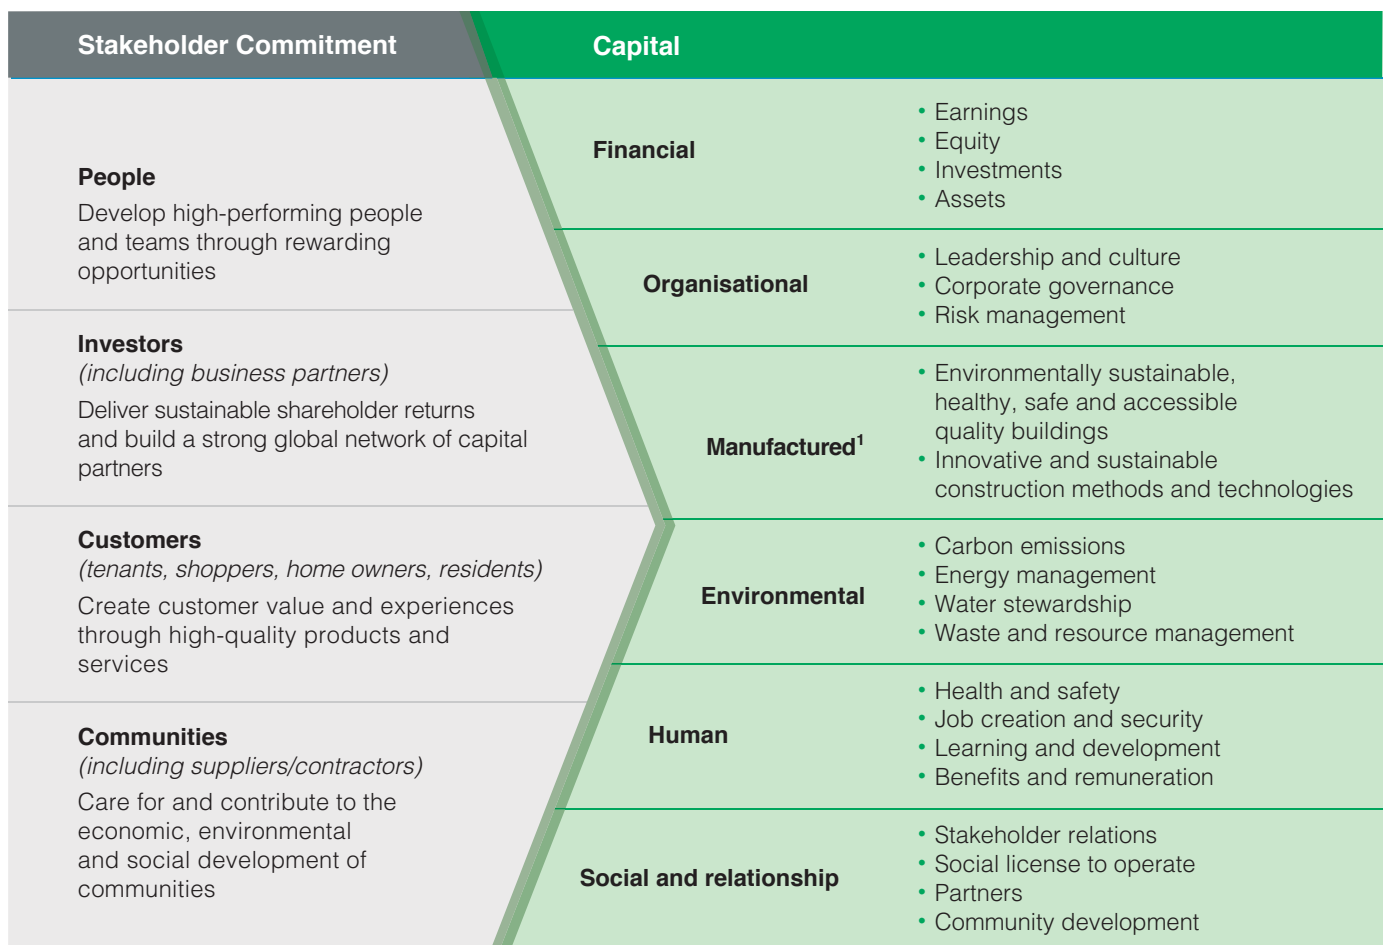 Stakeholder Commitment
People
Develop high-performing people
and teams through rewarding
opportunities
Investors
(including business partners)
Deliver sustainable shareholder returns
and build a strong global network of capital
partners
Customers
(tenants, shoppers, home owners, residents)
Create customer value and experiences
through high-quality products and
services
Communities
(including suppliers/contractors)
Care for and contribute to the
economic, environmental
and social development of
communities
Capital
Financial
• Earnings
• Equity
• Investments
• Assets
Organisational
• Leadership and culture
• Corporate governance
• Risk management
Manufactured¹
• Environmentally sustainable,
healthy, safe and accessible
quality buildings
• Innovative and sustainable
construction methods and technologies
Environmental
• Carbon emissions
• Energy management
• Water stewardship
• Waste and resource management
Human
• Health and safety
• Job creation and security
• Learning and development
• Benefits and remuneration
Social and relationship
• Stakeholder relations
• Social license to operate
• Partners
• Community development